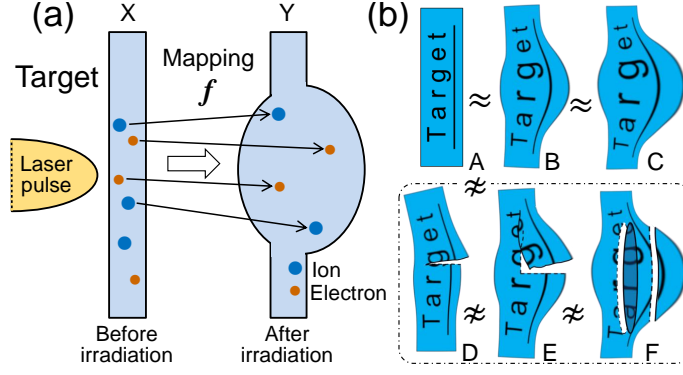 (a)
X
Y
Target
Mapping
f
Laser
pulse
Ion
Electron
Before
irradiation
After
irradiation
(b)
Target
Target
Target
≈
≈
A
B
C
≉
Target
Target
Target
≉
≉
D
E
F